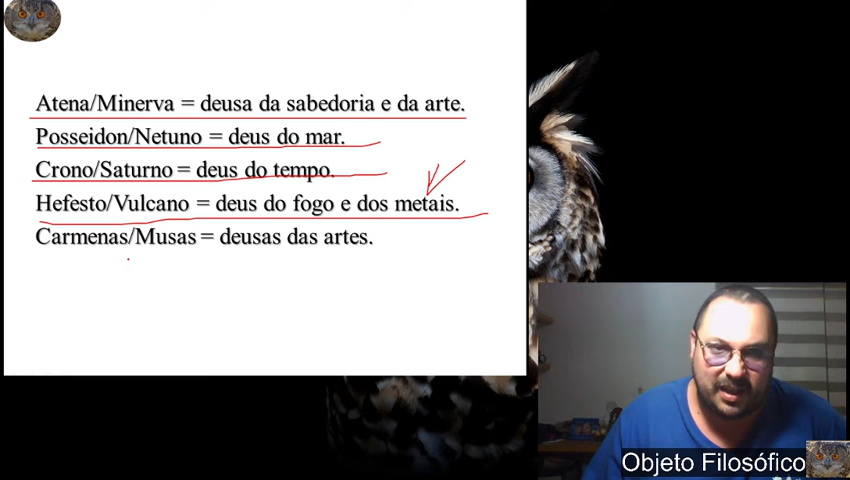 Atena/Minerva = deusa da sabedoria e da arte.
Posseidon/Netuno = deus do mar.
Crono/Saturno = deus do tempo.
Hefesto/Vulcano = deus do fogo e dos metais.
Carmenas/Musas = deusas das artes.
Objeto Filosófico